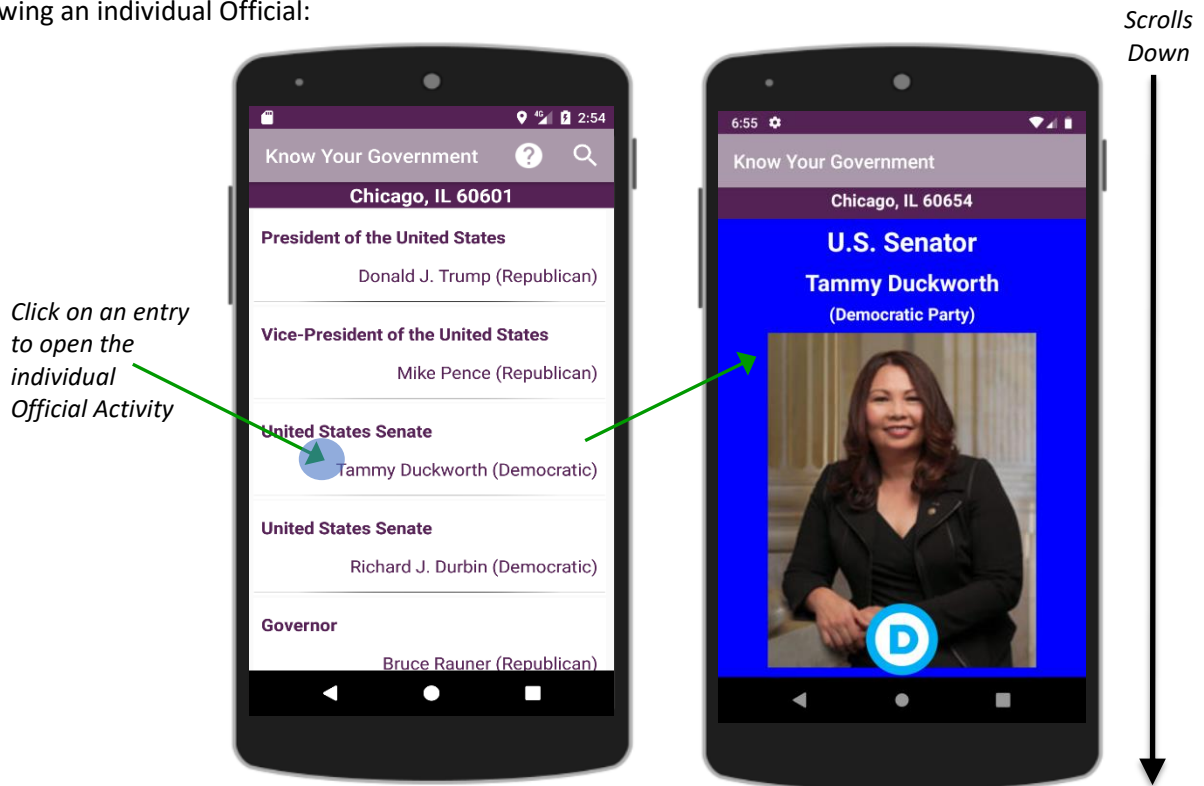 wing an individual Official:
Scrolls
Down
2:54
4G
Know Your Government ?
Chicago, IL 60601
President of the United States
Donald J. Trump (Republican)
Vice-President of the United States
Mike Pence (Republican)
United States Senate
Tammy Duckworth (Democratic)
United States Senate
Richard J. Durbin (Democratic)
Governor
Bruce Rauner (Republican)
Click on an entry
to open the
individual
Official Activity
6:55
Know Your Government
Chicago, IL 60654
U.S. Senator
Tammy Duckworth
(Democratic Party)
D